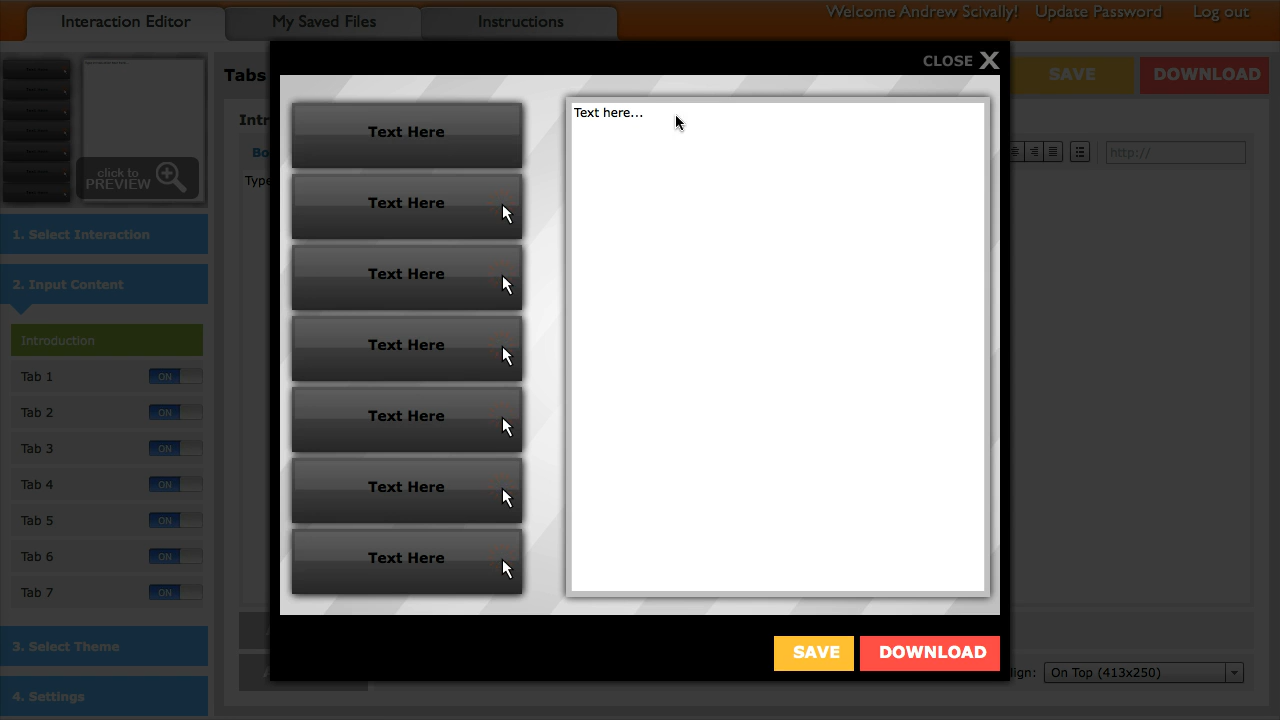 Interaction Editor
My Saved Files
Instructions
Welcome Andrew Scivally!
Update Password
Log out
CLOSE X
Tabs
SAVE
DOWNLOAD
click to
PREVIEW
Text Here
Text Here
Text Here
Text Here
Text Here
Text Here
Text Here
Text here...
http://
Type
1. Select Interaction
2. Input Content
Introduction
Tab 1 ON
Tab 2 ON
Tab 3 ON
Tab 4 ON
Tab 5 ON
Tab 6 ON
Tab 7 ON
3. Select Theme
4. Settings
SAVE
DOWNLOAD
lign: On Top (413x250)